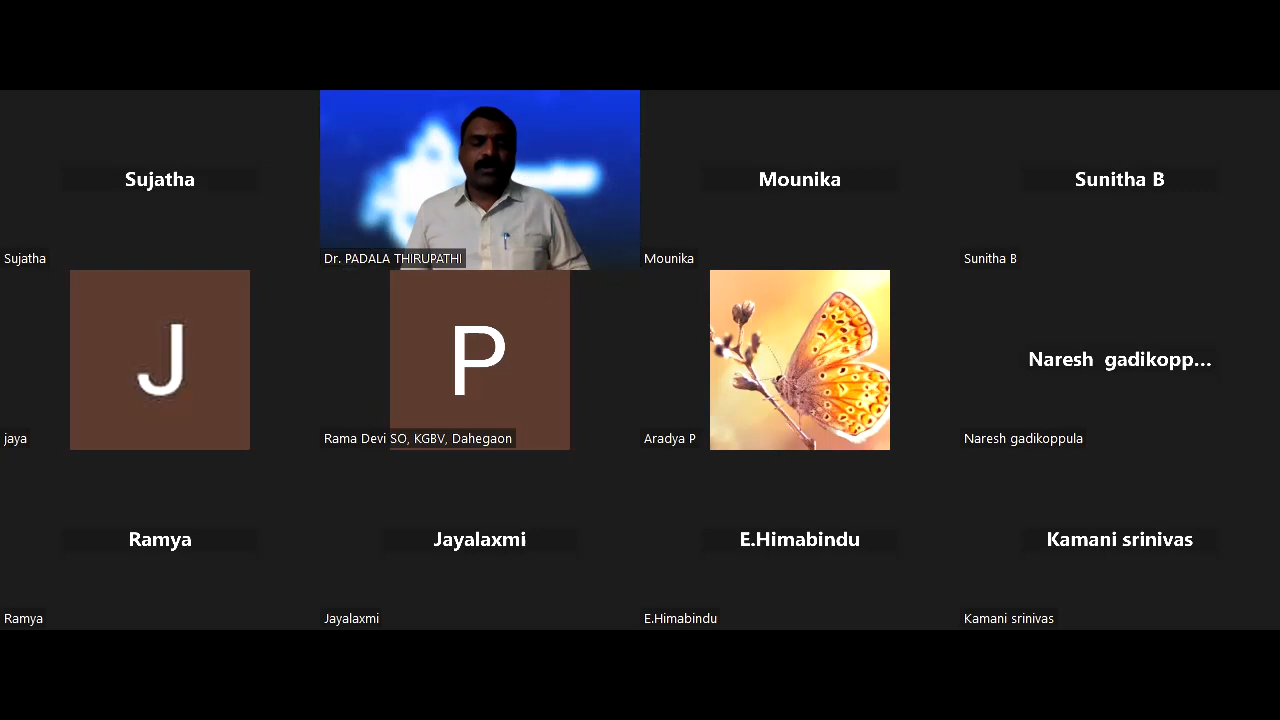 Sujatha
Sujatha
Dr. PADALA THIRUPATHI
Mounika
Mounika
Sunitha B
Sunitha B
J
jaya
P
Rama Devi SO, KGBV, Dahegaon
Aradya P
Naresh gadikopp...
Naresh gadikoppula
Ramya
Ramya
Jayalaxmi
Jayalaxmi
E.Himabindu
E.Himabindu
Kamani srinivas
Kamani srinivas